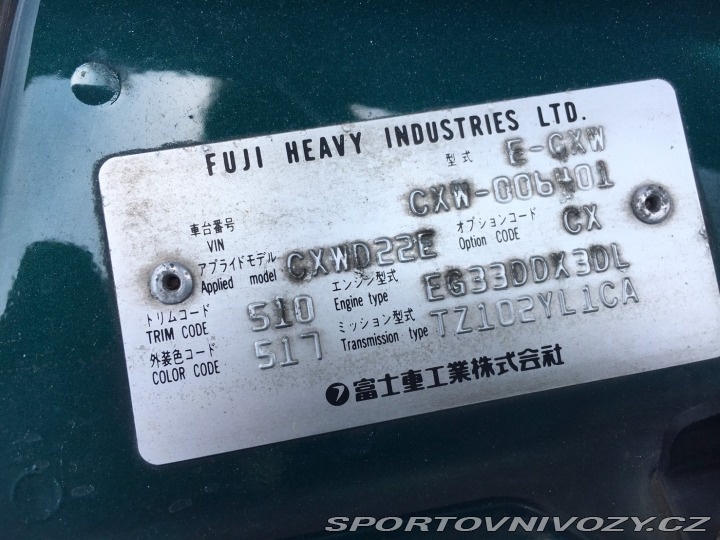 FUJI HEAVY INDUSTRIES LTD.
型式 E-CXW
車台番号 VIN CXW-006401
アプライドモデル Applied model CXWD22E オプションコード Option CODE CX
トリムコード TRIM CODE 510 エンジン型式 Engine type EG33DDX3DL
外装色コード COLOR CODE 517 ミッション型式 Transmission type TZ102YL1CA
富士重工業株式会社
SPORTOVNIVOZY.CZ